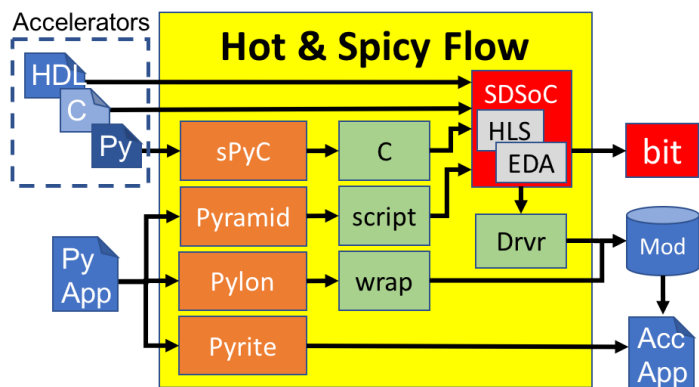 Accelerators
Hot & Spicy Flow
HDL
C
Py
SDSoC
HLS
EDA
sPyC
C
bit
Pyramid
script
Drvr
Mod
Py
App
Pylon
wrap
Pyrite
Acc
App